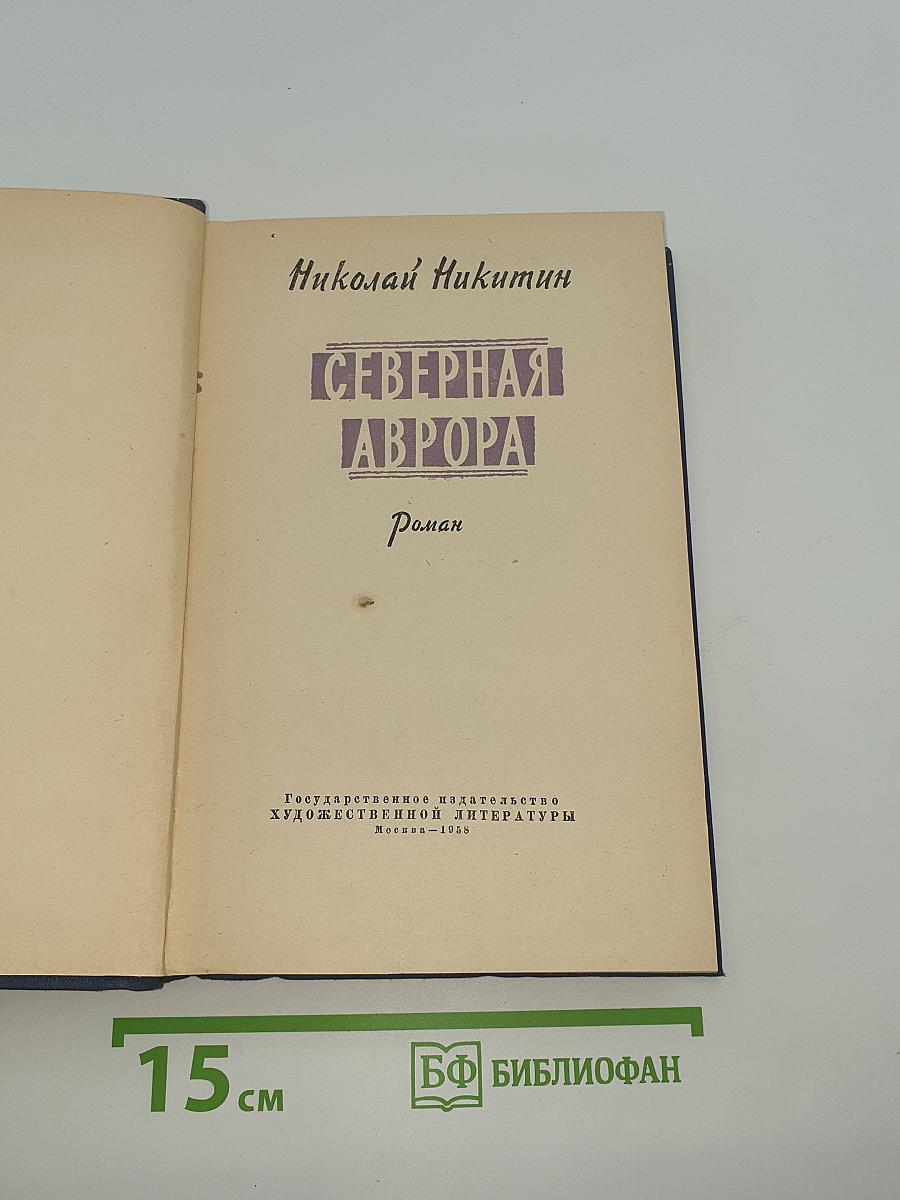 Николай Никитин
СЕВЕРНАЯ
АВРОРА
Роман
Государственное издательство
ХУДОЖЕСТВЕННОЙ ЛИТЕРАТУРЫ
Москва—1958
15 см
БФ БИБЛИОФАН